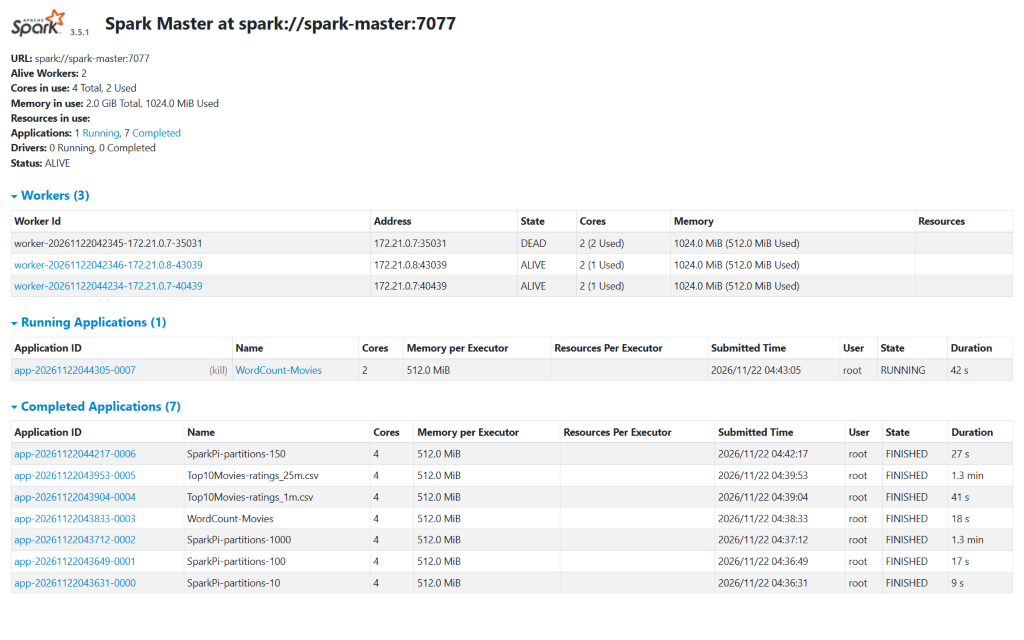 APACHE
Spark 3.5.1 Spark Master at spark://spark-master:7077
URL: spark://spark-master:7077
Alive Workers: 2
Cores in use: 4 Total, 2 Used
Memory in use: 2.0 GiB Total, 1024.0 MiB Used
Resources in use:
Applications: 1 Running, 7 Completed
Drivers: 0 Running, 0 Completed
Status: ALIVE
Workers (3)
Worker Id Address State Cores Memory Resources
worker-20261122042345-172.21.0.7-35031 172.21.0.7:35031 DEAD 2 (2 Used) 1024.0 MiB (512.0 MiB Used)
worker-20261122042346-172.21.0.8-43039 172.21.0.8:43039 ALIVE 2 (1 Used) 1024.0 MiB (512.0 MiB Used)
worker-20261122044234-172.21.0.7-40439 172.21.0.7:40439 ALIVE 2 (1 Used) 1024.0 MiB (512.0 MiB Used)
Running Applications (1)
Application ID Name Cores Memory per Executor Resources Per Executor Submitted Time User State Duration
app-20261122044305-0007 (kill) WordCount-Movies 2 512.0 MiB 2026/11/22 04:43:05 root RUNNING 42 s
Completed Applications (7)
Application ID Name Cores Memory per Executor Resources Per Executor Submitted Time User State Duration
app-20261122044217-0006 SparkPi-partitions-150 4 512.0 MiB 2026/11/22 04:42:17 root FINISHED 27 s
app-20261122043953-0005 Top10Movies-ratings_25m.csv 4 512.0 MiB 2026/11/22 04:39:53 root FINISHED 1.3 min
app-20261122043904-0004 Top10Movies-ratings_1m.csv 4 512.0 MiB 2026/11/22 04:39:04 root FINISHED 41 s
app-20261122043833-0003 WordCount-Movies 4 512.0 MiB 2026/11/22 04:38:33 root FINISHED 18 s
app-20261122043712-0002 SparkPi-partitions-1000 4 512.0 MiB 2026/11/22 04:37:12 root FINISHED 1.3 min
app-20261122043649-0001 SparkPi-partitions-100 4 512.0 MiB 2026/11/22 04:36:49 root FINISHED 17 s
app-20261122043631-0000 SparkPi-partitions-10 4 512.0 MiB 2026/11/22 04:36:31 root FINISHED 9 s